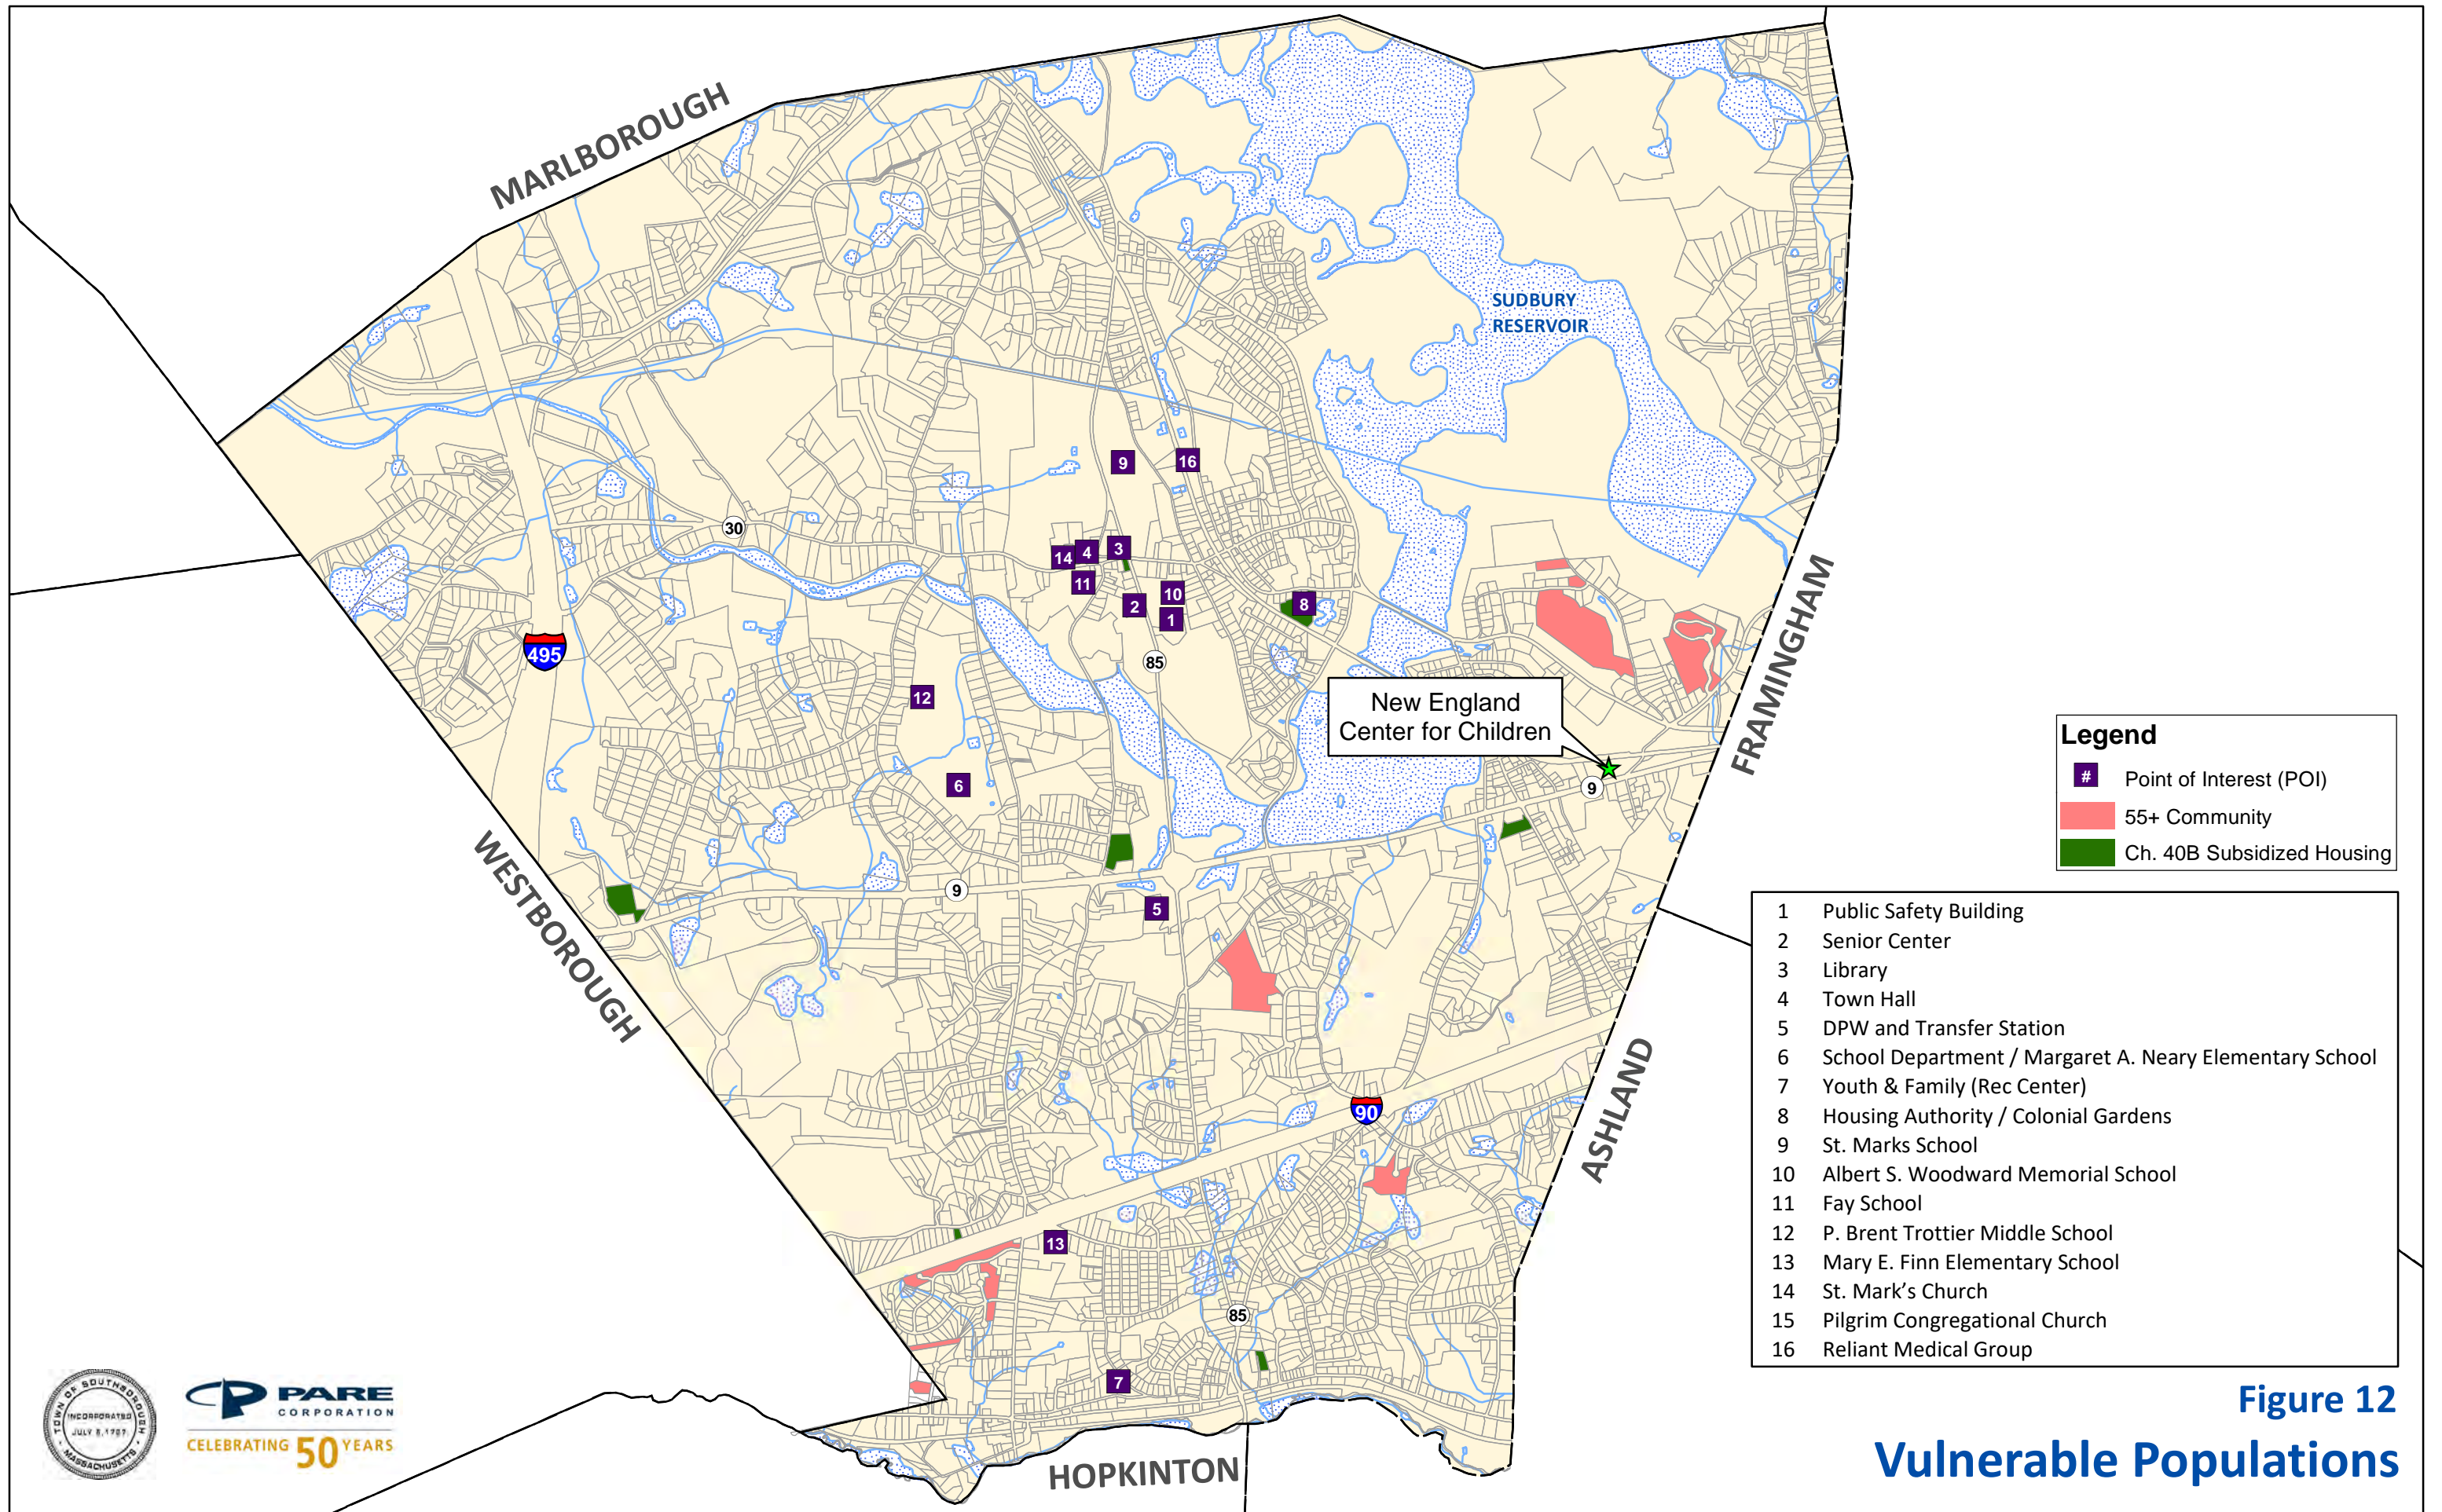 MARLBOROUGH
SUDBURY
RESERVOIR
9
16
30
14
4
3
11
2
10
1
8
495
85
12
New England
Center for Children
FRAMINGHAM
9
6
WESTBOROUGH
9
5
ASHLAND
90
13
85
7
HOPKINTON
Legend
# Point of Interest (POI)
55+ Community
Ch. 40B Subsidized Housing
1 Public Safety Building
2 Senior Center
3 Library
4 Town Hall
5 DPW and Transfer Station
6 School Department / Margaret A. Neary Elementary School
7 Youth & Family (Rec Center)
8 Housing Authority / Colonial Gardens
9 St. Marks School
10 Albert S. Woodward Memorial School
11 Fay School
12 P. Brent Trottier Middle School
13 Mary E. Finn Elementary School
14 St. Mark's Church
15 Pilgrim Congregational Church
16 Reliant Medical Group
TOWN OF SOUTHBOROUGH
MASSACHUSETTS
INCORPORATED
PARE
CORPORATION
CELEBRATING 50 YEARS
Figure 12
Vulnerable Populations